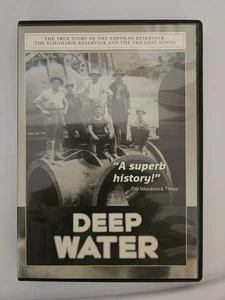 THE TRUE STORY OF THE ASHOKAN RESERVOIR,
THE SCHOHARIE RESERVOIR AND THE TEN LOST TOWNS
"A superb
history!"
The Woodstock Times
DEEP
WATER